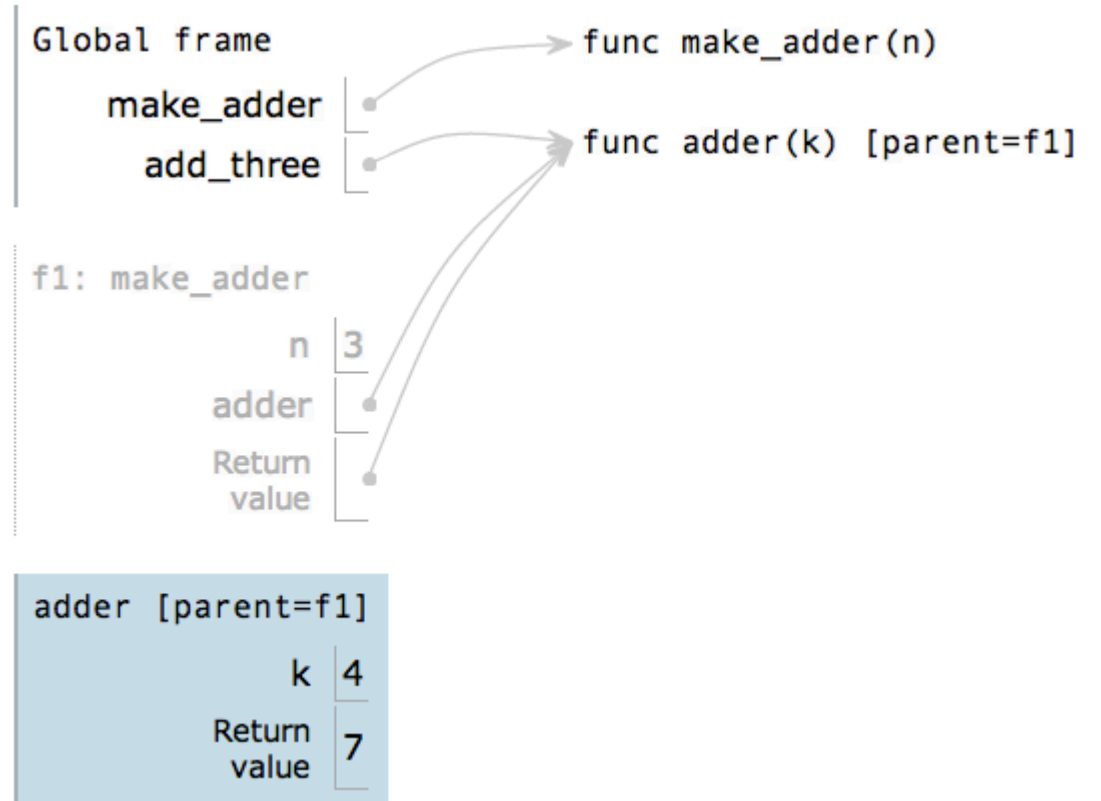 Global frame
make_adder
add_three
func make_adder(n)
func adder(k) [parent=f1]
f1: make_adder
n 3
adder
Return
value
adder [parent=f1]
k 4
Return
value 7